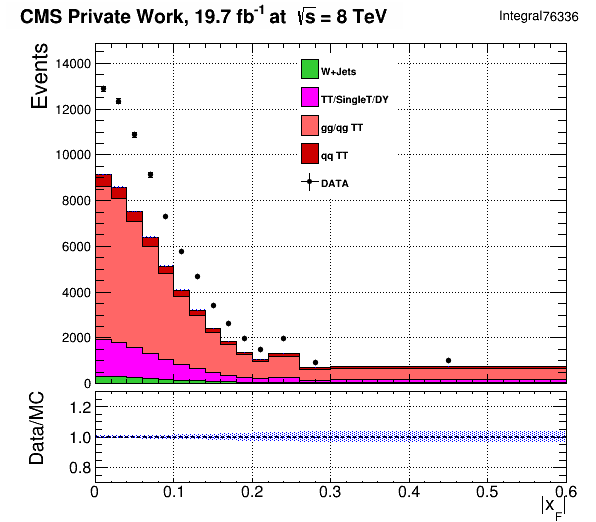 CMS Private Work, 19.7 fb⁻¹ at √s = 8 TeV
Integral76336
Events
14000
12000
10000
8000
6000
4000
2000
0
W+Jets
TT/SingleT/DY
gg/qg TT
qq TT
DATA
Data/MC
1.2
1.0
0.8
0 0.1 0.2 0.3 0.4 0.5 0.6
|x_F|